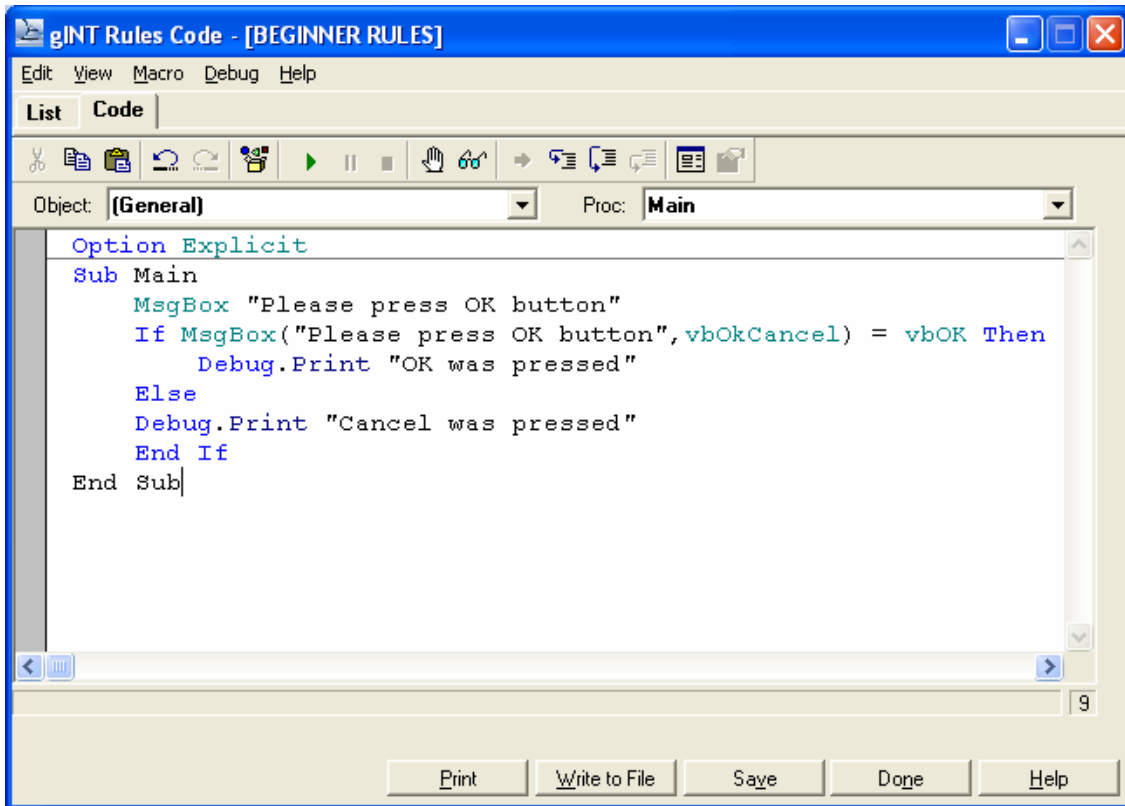 gINT Rules Code - [BEGINNER RULES]
Edit View Macro Debug Help
List Code
Object: (General) Proc: Main
Option Explicit
Sub Main
MsgBox "Please press OK button"
If MsgBox("Please press OK button",vbOkCancel) = vbOK Then
Debug.Print "OK was pressed"
Else
Debug.Print "Cancel was pressed"
End If
End Sub
9
Print Write to File Save Done Help